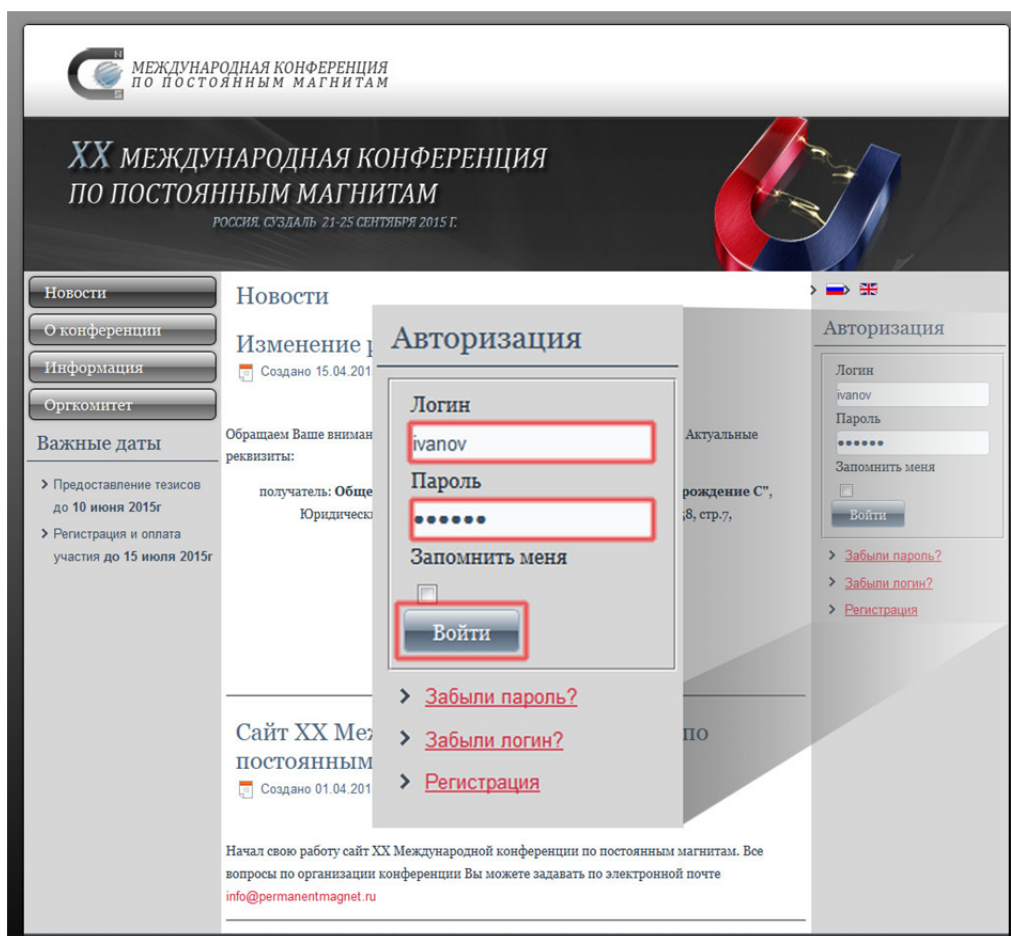 N
S
МЕЖДУНАРОДНАЯ КОНФЕРЕНЦИЯ
ПО ПОСТОЯННЫМ МАГНИТАМ
XX МЕЖДУНАРОДНАЯ КОНФЕРЕНЦИЯ
ПО ПОСТОЯННЫМ МАГНИТАМ
РОССИЯ. СУЗДАЛЬ 21-25 СЕНТЯБРЯ 2015 Г.
Новости
О конференции
Информация
Оргкомитет
Важные даты
Предоставление тезисов
до 10 июня 2015г
Регистрация и оплата
участия до 15 июля 2015г
Новости
Изменение
Создано 15.04.201
Обращаем Ваше вниман Актуальные
реквизиты:
получатель: Обще рождение С",
Юридическ 58, стр.7,
Сайт XX Меж по
постоянным
Создано 01.04.201
Начал свою работу сайт XX Международной конференции по постоянным магнитам. Все
вопросы по организации конференции Вы можете задавать по электронной почте
info@permanentmagnet.ru
Авторизация
Логин
ivanov
Пароль
••••••
Запомнить меня
Войти
Забыли пароль?
Забыли логин?
Регистрация
Авторизация
Логин
ivanov
Пароль
••••••
Запомнить меня
Войти
Забыли пароль?
Забыли логин?
Регистрация